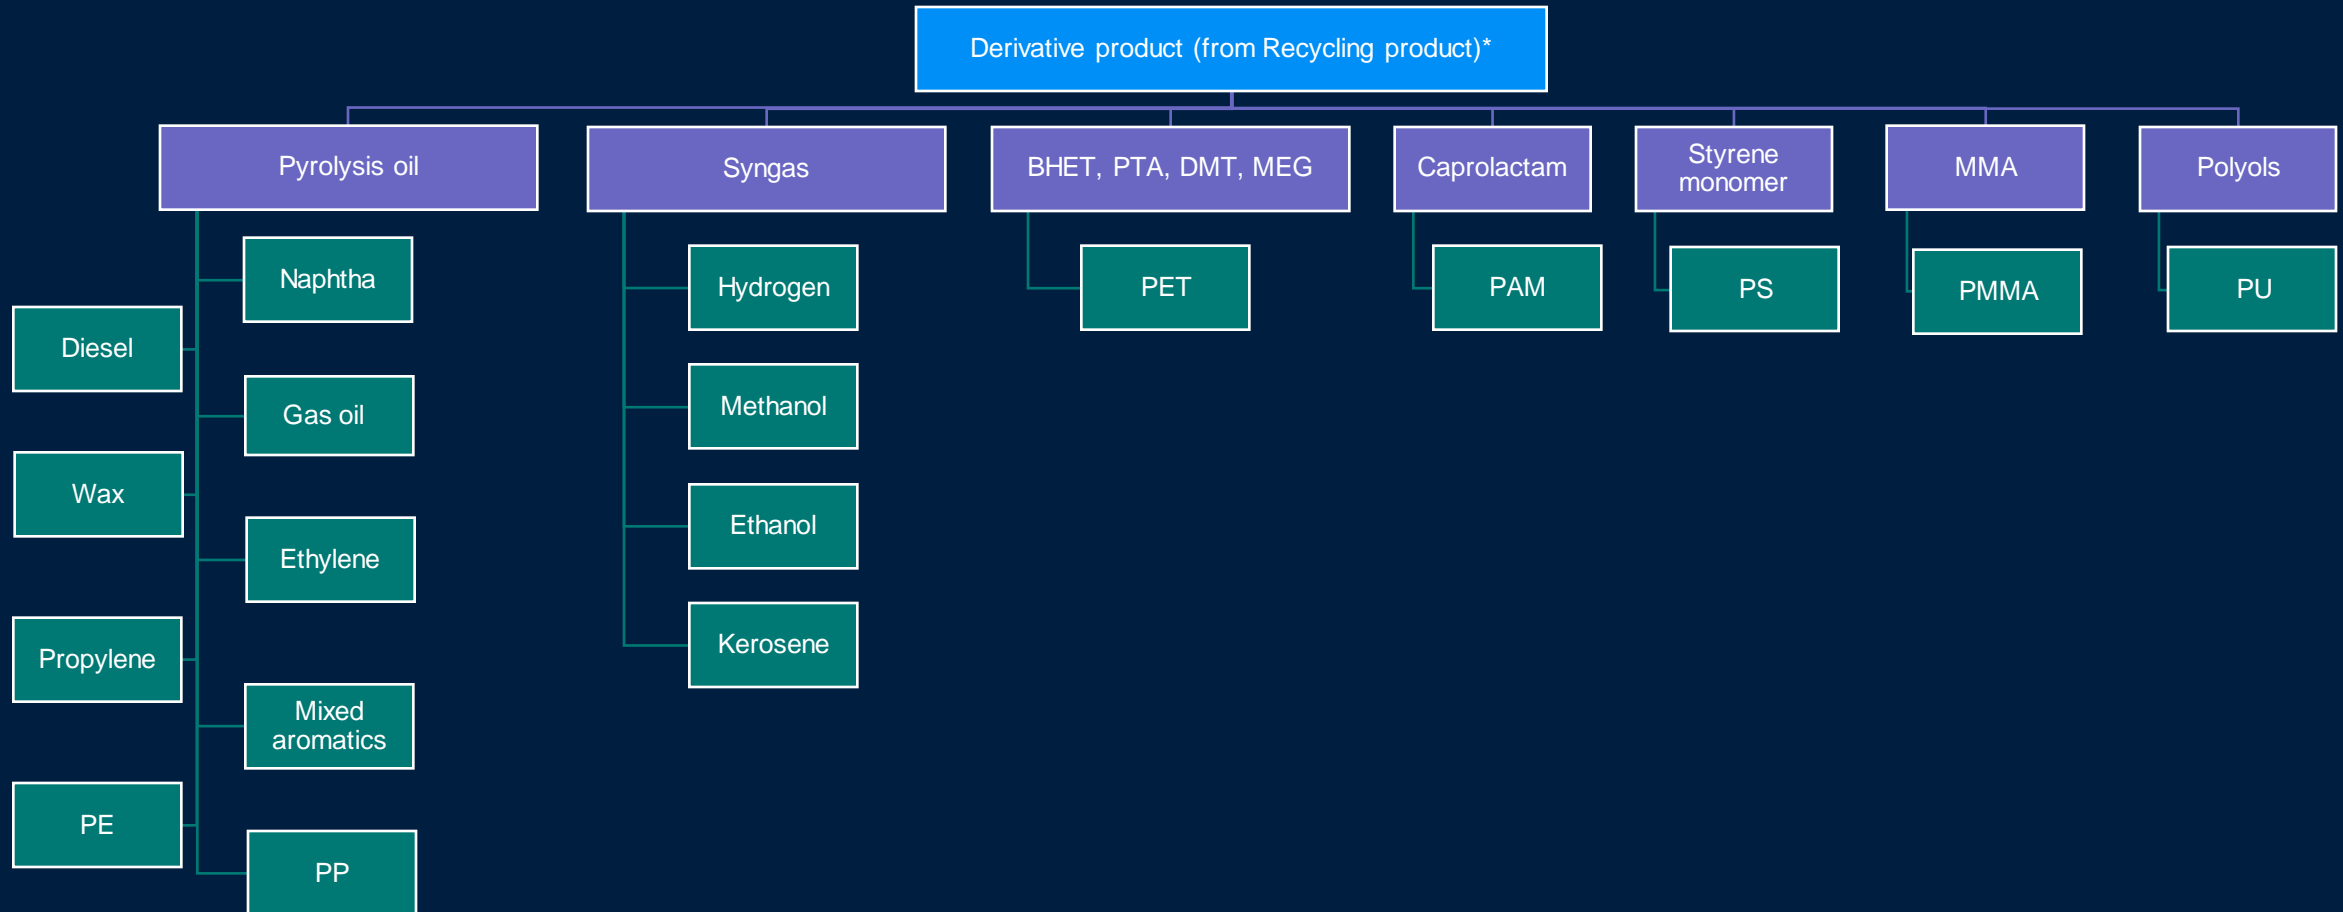 Derivative product (from Recycling product)*
Pyrolysis oil
Syngas
BHET, PTA, DMT, MEG
Caprolactam
Styrene
monomer
MMA
Polyols
Naphtha
Diesel
Gas oil
Wax
Ethylene
Propylene
Mixed
aromatics
PE
PP
Hydrogen
Methanol
Ethanol
Kerosene
PET
PAM
PS
PMMA
PU